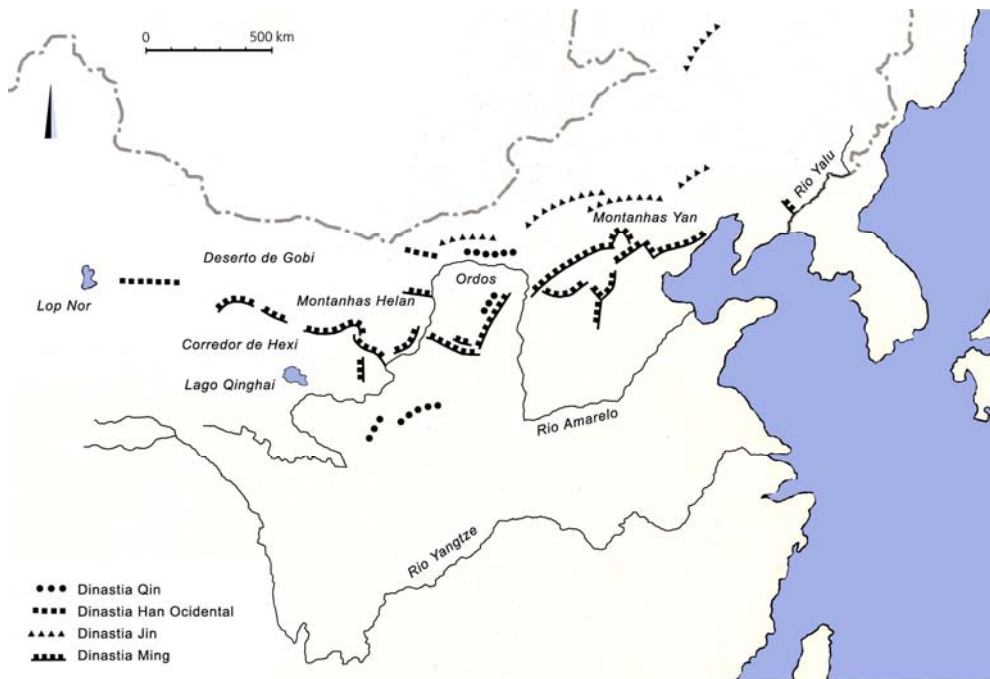 0
500 km
Rio Yalu
Montanhas Yan
Deserto de Gobi
Ordos
Lop Nor
Montanhas Helan
Corredor de Hexi
Lago Qinghai
Rio Amarelo
Rio Yangtze
Dinastia Qin
Dinastia Han Ocidental
Dinastia Jin
Dinastia Ming